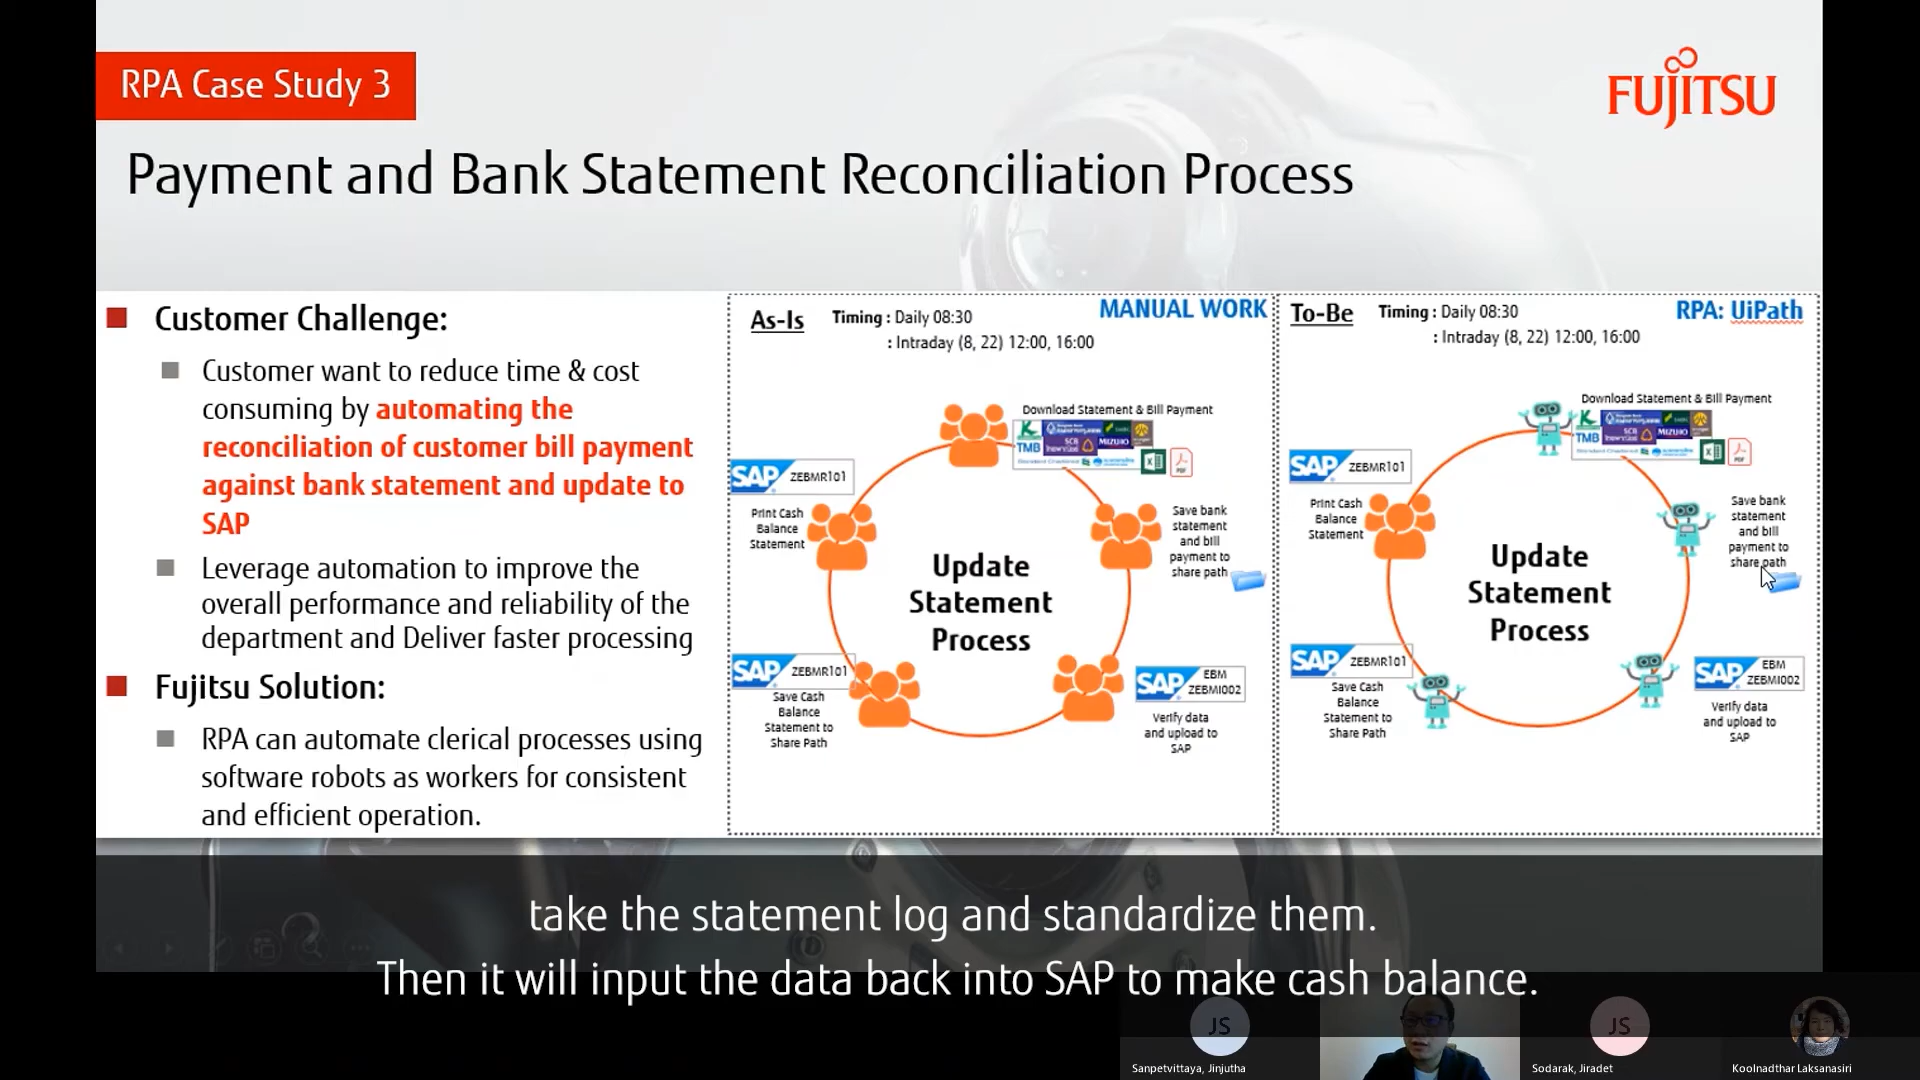 RPA Case Study 3
FUJITSU
Payment and Bank Statement Reconciliation Process
Customer Challenge:
Customer want to reduce time & cost
consuming by automating the
reconciliation of customer bill payment
against bank statement and update to
SAP
Leverage automation to improve the
overall performance and reliability of the
department and Deliver faster processing
Fujitsu Solution:
RPA can automate clerical processes using
software robots as workers for consistent
and efficient operation.
As-Is
Timing : Daily 08:30
: Intraday (8, 22) 12:00, 16:00
MANUAL WORK
Download Statement & Bill Payment
TMB
SCB
MIZUHO
PDF
SAP ZEBMR101
Print Cash
Balance
Statement
Save bank
statement
and bill
payment to
share path
Update
Statement
Process
SAP ZEBMR101
Save Cash
Balance
Statement to
Share Path
SAP EBM
ZEBMI002
Verify data
and upload to
SAP
To-Be
Timing : Daily 08:30
: Intraday (8, 22) 12:00, 16:00
RPA: UiPath
Download Statement & Bill Payment
TMB
SCB
MIZUHO
PDF
SAP ZEBMR101
Print Cash
Balance
Statement
Save bank
statement
and bill
payment to
share path
Update
Statement
Process
SAP ZEBMR101
Save Cash
Balance
Statement to
Share Path
SAP EBM
ZEBMI002
Verify data
and upload to
SAP
take the statement log and standardize them.
Then it will input the data back into SAP to make cash balance.
JS
JS
Sanpetvittaya, Jinjutha
Sodarak, Jiradet
Koolnadthar Laksanasiri